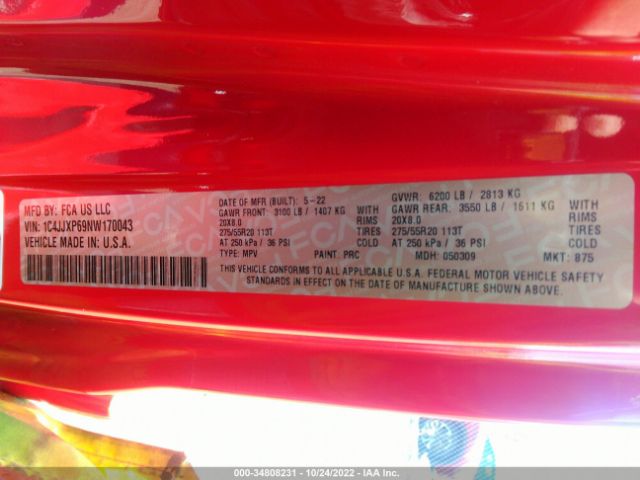 MFD BY: FCA US LLC
VIN: 1C4JJXP69NW170043
VEHICLE MADE IN: U.S.A.
DATE OF MFR (BUILT): 5-22
GVWR: 6200 LB / 2813 KG
GAWR FRONT: 3100 LB / 1407 KG WITH
GAWR REAR: 3550 LB / 1611 KG WITH
20X8.0 RIMS
20X8.0 RIMS
275/55R20 113T TIRES
275/55R20 113T TIRES
AT 250 kPa / 36 PSI COLD
AT 250 kPa / 36 PSI COLD
TYPE: MPV PAINT: PRC MDH: 050309 MKT: 875
THIS VEHICLE CONFORMS TO ALL APPLICABLE U.S.A. FEDERAL MOTOR VEHICLE SAFETY
STANDARDS IN EFFECT ON THE DATE OF MANUFACTURE SHOWN ABOVE.
000-34808231 - 10/24/2022 - IAA Inc.